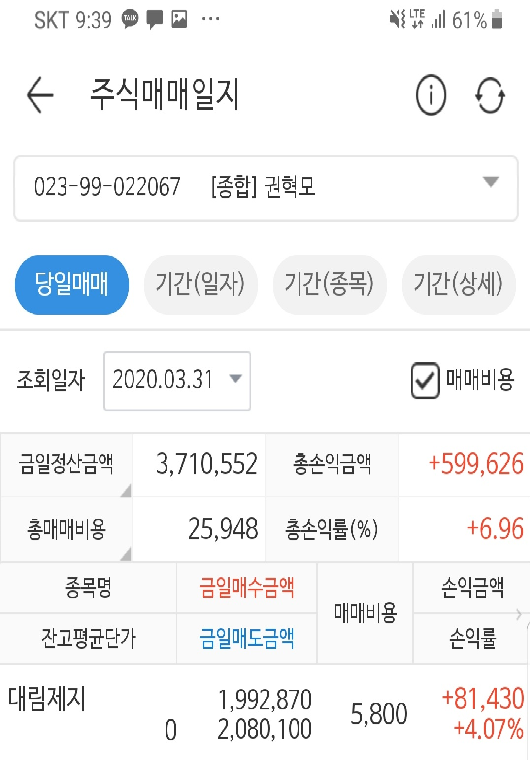 SKT 9:39 TALK ... LTE 61%
주식매매일지
023-99-022067 [종합] 권혁모
당일매매 기간(일자) 기간(종목) 기간(상세)
조회일자 2020.03.31 매매비용
금일정산금액 3,710,552 총손익금액 +599,626
총매매비용 25,948 총손익률(%) +6.96
종목명 금일매수금액 매매비용 손익금액
잔고평균단가 금일매도금액 손익률
대림제지 1,992,870 5,800 +81,430
0 2,080,100 +4.07%